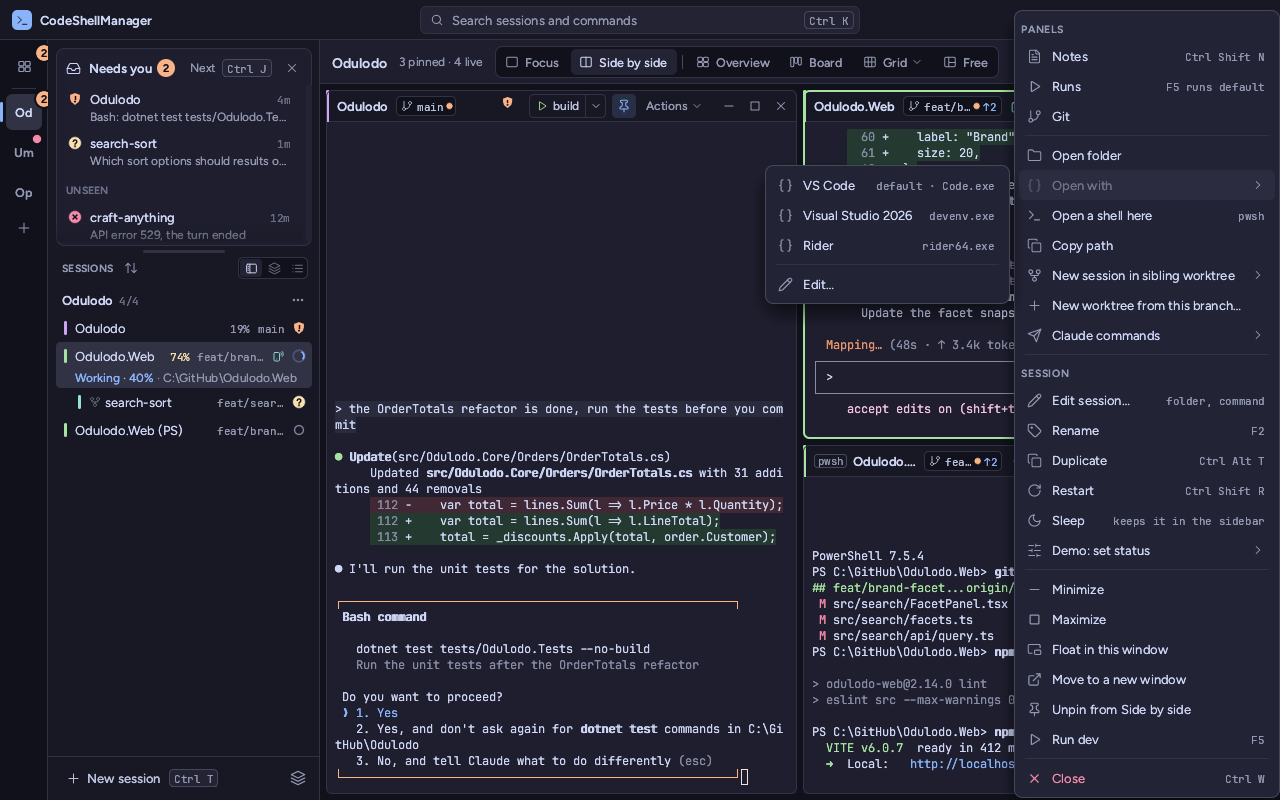 CodeShellManager
Search sessions and commands
Ctrl K
2
2
Od
Um
Op
Needs you 2 Next Ctrl J
Odulodo 4m
Bash: dotnet test tests/Odulodo.Te…
search-sort 1m
Which sort options should results o…
UNSEEN
craft-anything 12m
API error 529, the turn ended
SESSIONS
Odulodo 4/4
Odulodo 19% main
Odulodo.Web 74% feat/bran…
Working · 40% · C:\GitHub\Odulodo.Web
search-sort feat/sear…
Odulodo.Web (PS) feat/bran…
New session Ctrl T
Odulodo 3 pinned · 4 live
Focus Side by side Overview Board Grid Free
Odulodo main build Actions
> the OrderTotals refactor is done, run the tests before you com
mit
● Update(src/Odulodo.Core/Orders/OrderTotals.cs)
Updated src/Odulodo.Core/Orders/OrderTotals.cs with 31 addi
tions and 44 removals
112 - var total = lines.Sum(l => l.Price * l.Quantity);
112 + var total = lines.Sum(l => l.LineTotal);
113 + total = _discounts.Apply(total, order.Customer);
● I'll run the unit tests for the solution.
Bash command
dotnet test tests/Odulodo.Tests --no-build
Run the unit tests after the OrderTotals refactor
Do you want to proceed?
❯ 1. Yes
2. Yes, and don't ask again for dotnet test commands in C:\Gi
tHub\Odulodo
3. No, and tell Claude what to do differently (esc)
Odulodo.Web feat/b… ↑2
60 + label: "Brand"
61 + size: 20,
Update the facet snaps
Mapping… (48s · ↑ 3.4k toke
>
accept edits on (shift+t
pwsh Odulodo.… fea… ↑2
PowerShell 7.5.4
PS C:\GitHub\Odulodo.Web> git
## feat/brand-facet...origin/
M src/search/FacetPanel.tsx
M src/search/facets.ts
M src/search/api/query.ts
PS C:\GitHub\Odulodo.Web> npm
> odulodo-web@2.14.0 lint
> eslint src --max-warnings 0
PS C:\GitHub\Odulodo.Web> npm
VITE v6.0.7 ready in 412 m
➜ Local: http://localhos
VS Code default · Code.exe
Visual Studio 2026 devenv.exe
Rider rider64.exe
Edit…
PANELS
Notes Ctrl Shift N
Runs F5 runs default
Git
Open folder
Open with
Open a shell here pwsh
Copy path
New session in sibling worktree
New worktree from this branch…
Claude commands
SESSION
Edit session… folder, command
Rename F2
Duplicate Ctrl Alt T
Restart Ctrl Shift R
Sleep keeps it in the sidebar
Demo: set status
Minimize
Maximize
Float in this window
Move to a new window
Unpin from Side by side
Run dev F5
Close Ctrl W